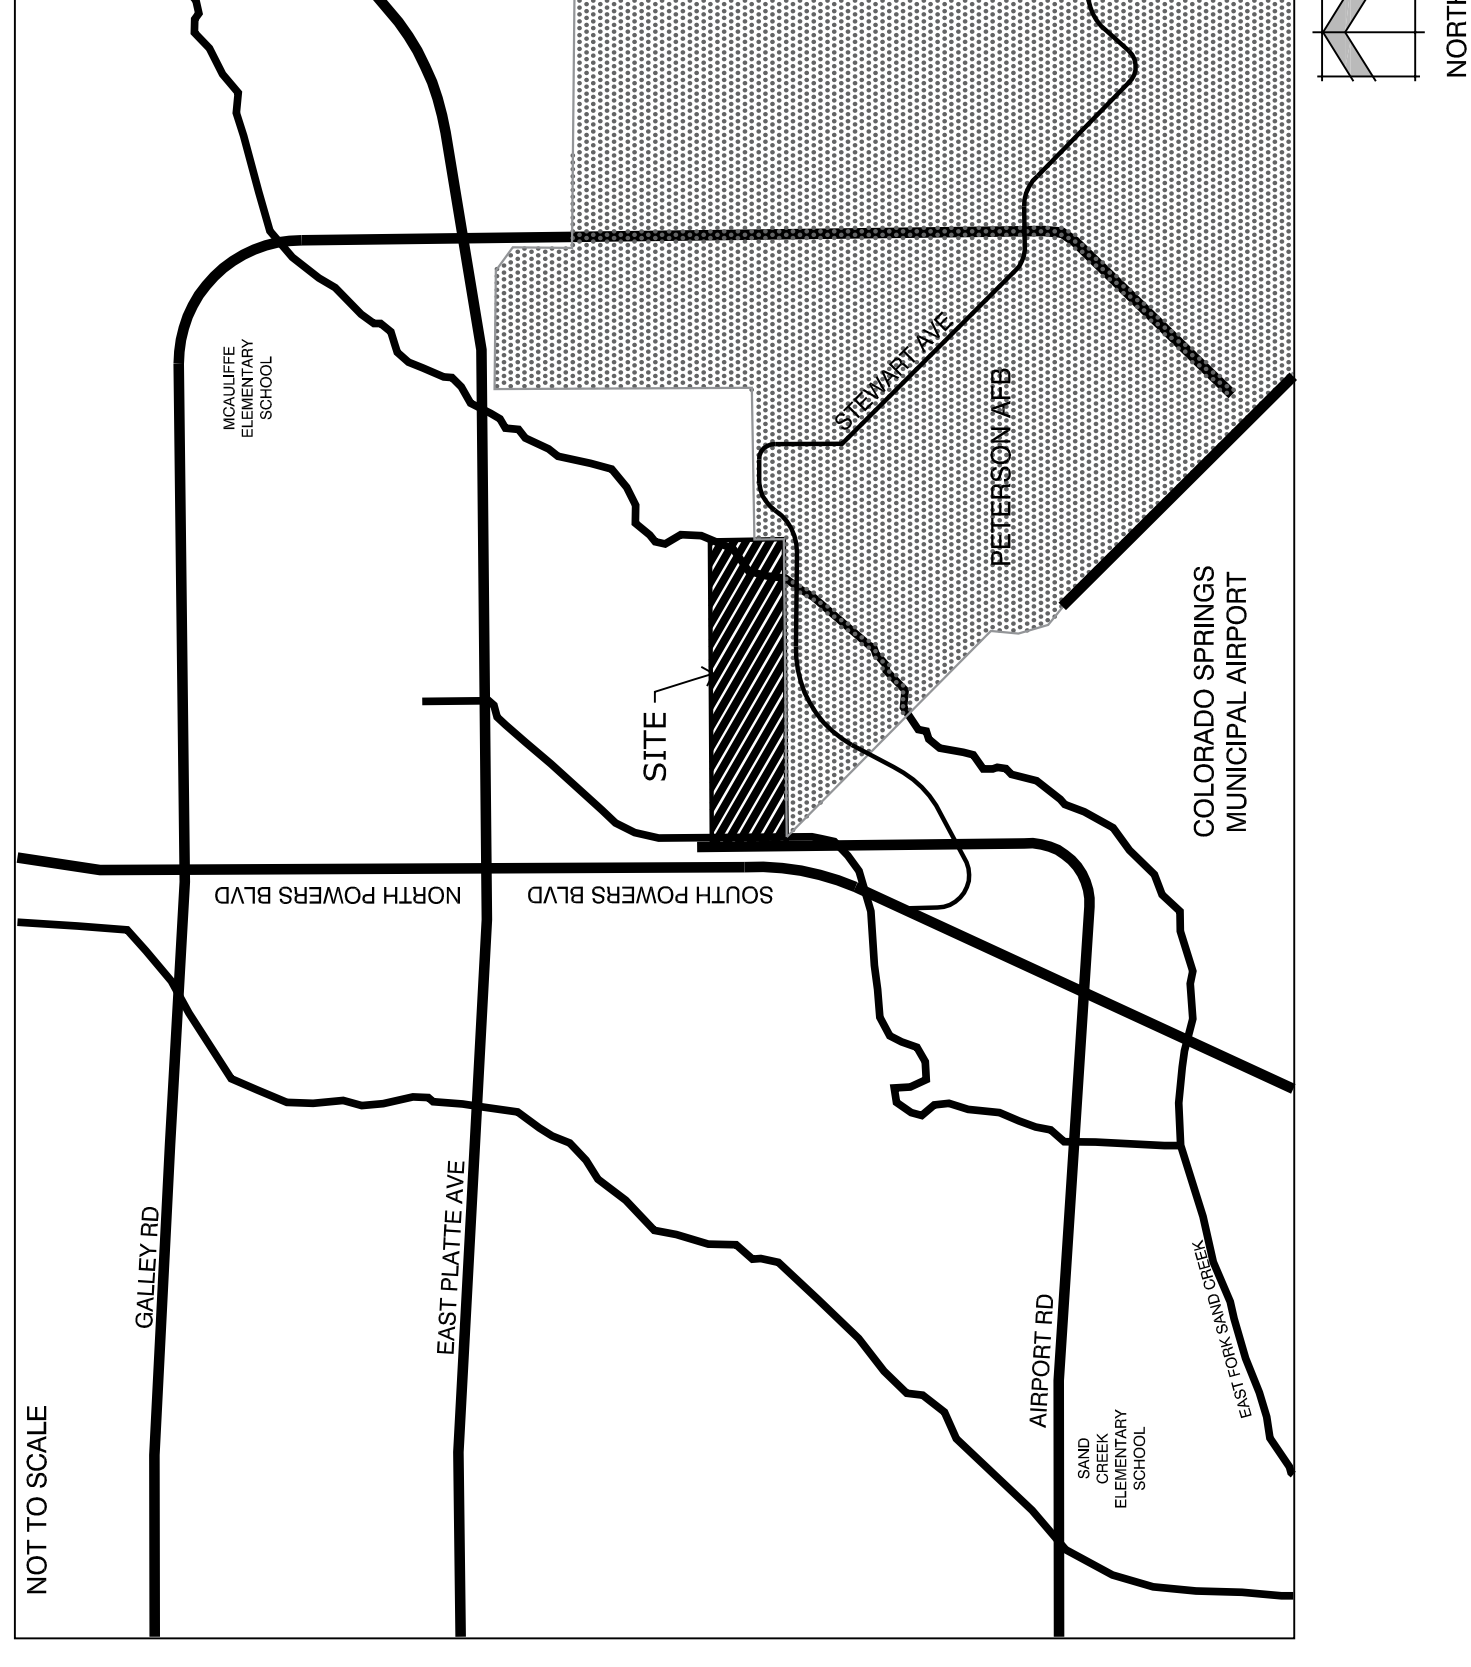 NOT TO SCALE
GALLEY RD
EAST PLATTE AVE
AIRPORT RD
SAND
CREEK
ELEMENTARY
SCHOOL
EAST FORK SAND CREEK
NORTH POWERS BLVD
SOUTH POWERS BLVD
SITE
COLORADO SPRINGS
MUNICIPAL AIRPORT
MCAULIFFE
ELEMENTARY
SCHOOL
STEWART AVE
PETERSON AFB
NORTH